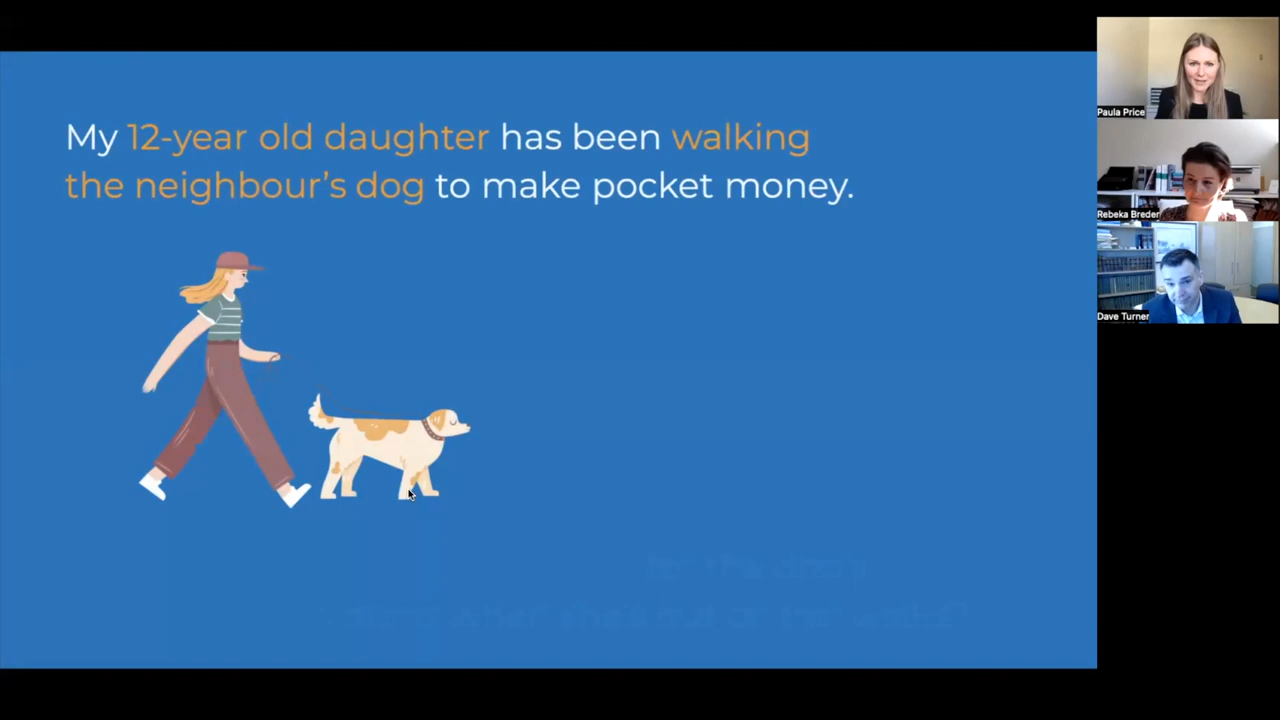 My 12-year old daughter has been walking
the neighbour’s dog to make pocket money.
Paula Price
Rebeka Breder
Dave Turner